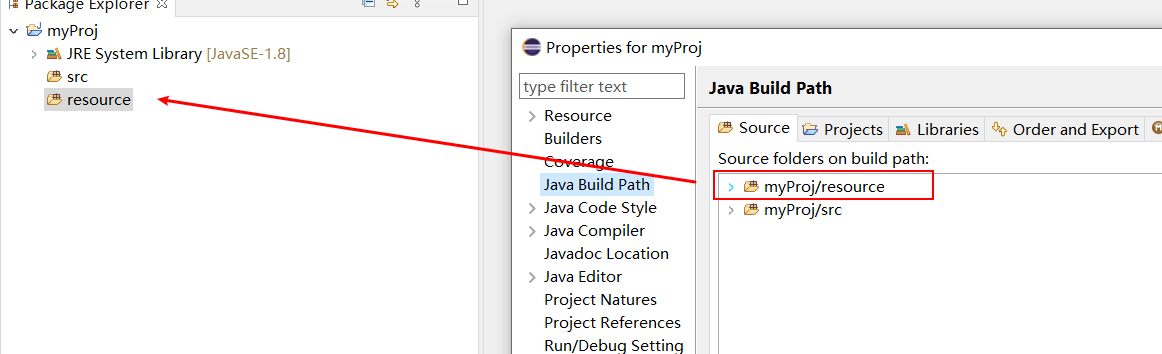 Package Explorer
myProj
JRE System Library [JavaSE-1.8]
src
resource
Properties for myProj
type filter text
Resource
Builders
Coverage
Java Build Path
Java Code Style
Java Compiler
Javadoc Location
Java Editor
Project Natures
Project References
Run/Debug Setting
Java Build Path
Source
Projects
Libraries
Order and Export
Source folders on build path:
myProj/resource
myProj/src